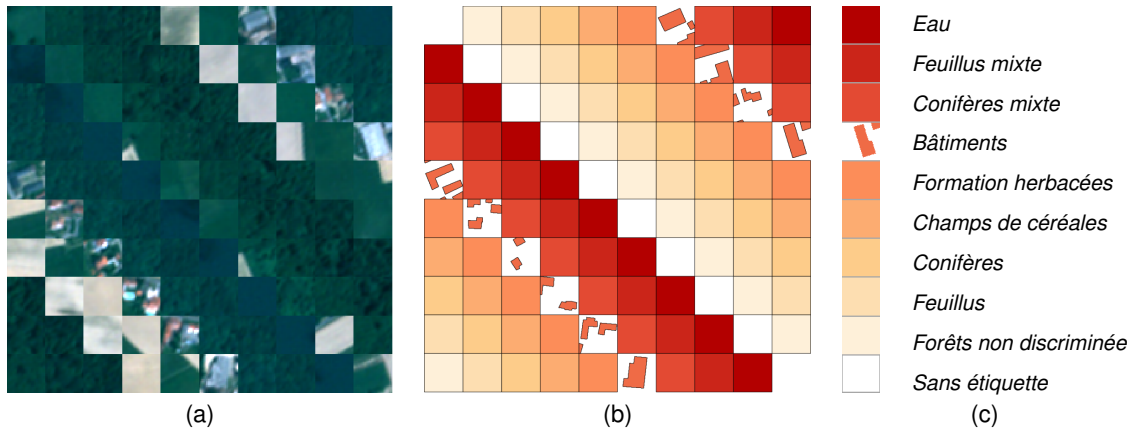 Eau
Feuillus mixte
Conifères mixte
Bâtiments
Formation herbacées
Champs de céréales
Conifères
Feuillus
Forêts non discriminée
Sans étiquette
(a)
(b)
(c)